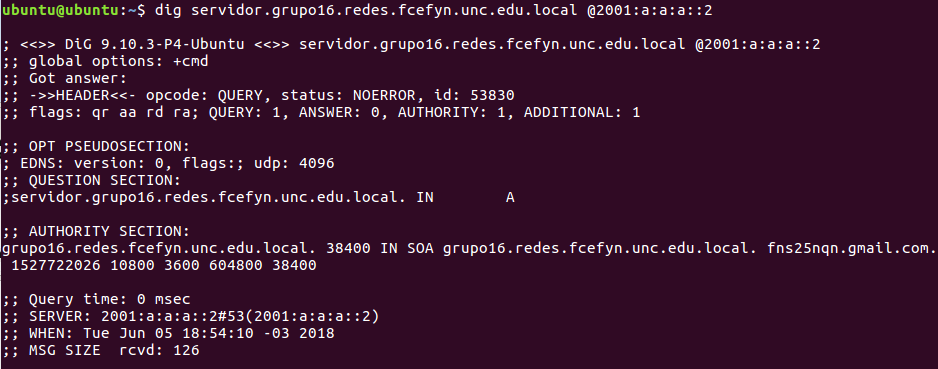 ubuntu@ubuntu:~$ dig servidor.grupo16.redes.fcefyn.unc.edu.local @2001:a:a:a::2
; <<>> DiG 9.10.3-P4-Ubuntu <<>> servidor.grupo16.redes.fcefyn.unc.edu.local @2001:a:a:a::2
;; global options: +cmd
;; Got answer:
;; ->>HEADER<<- opcode: QUERY, status: NOERROR, id: 53830
;; flags: qr aa rd ra; QUERY: 1, ANSWER: 0, AUTHORITY: 1, ADDITIONAL: 1
;; OPT PSEUDOSECTION:
; EDNS: version: 0, flags:; udp: 4096
;; QUESTION SECTION:
;servidor.grupo16.redes.fcefyn.unc.edu.local. IN A
;; AUTHORITY SECTION:
grupo16.redes.fcefyn.unc.edu.local. 38400 IN SOA grupo16.redes.fcefyn.unc.edu.local. fns25nqn.gmail.com.
1527722026 10800 3600 604800 38400
;; Query time: 0 msec
;; SERVER: 2001:a:a:a::2#53(2001:a:a:a::2)
;; WHEN: Tue Jun 05 18:54:10 -03 2018
;; MSG SIZE  rcvd: 126